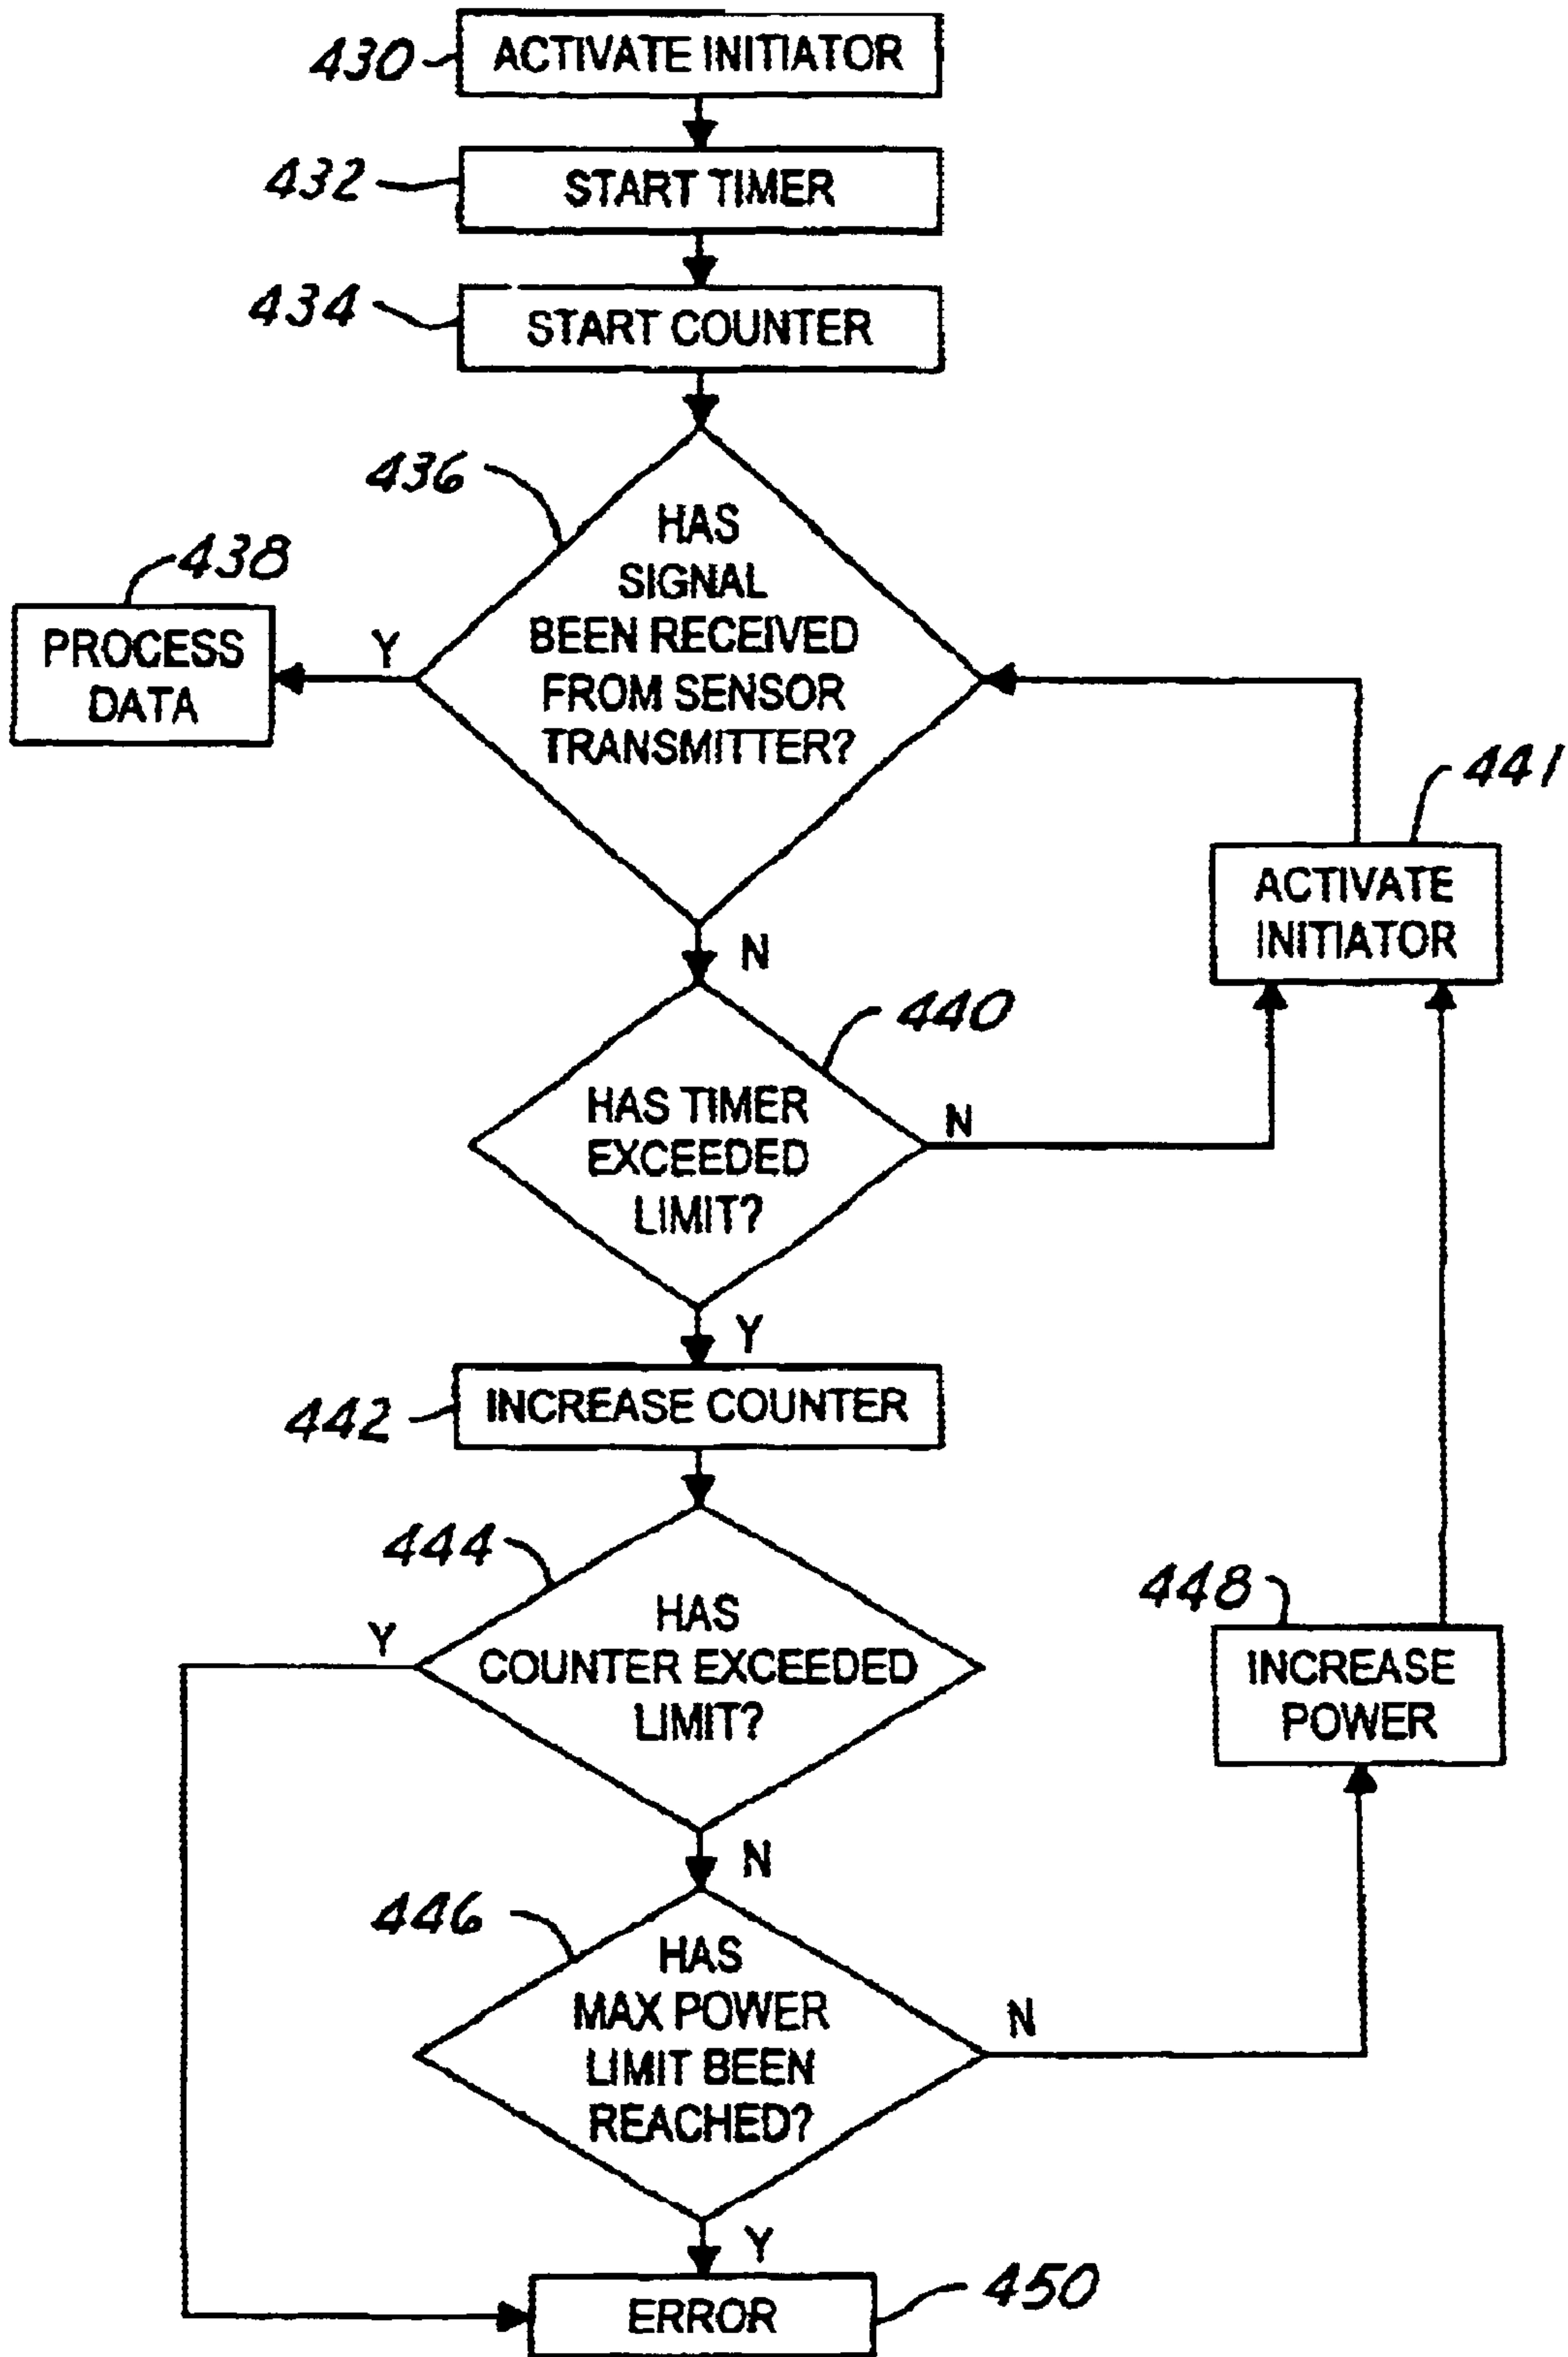 430
ACTIVATE INITIATOR
432
START TIMER
434
START COUNTER
436
HAS
SIGNAL
BEEN RECEIVED
FROM SENSOR
TRANSMITTER?
438
PROCESS
DATA
Y
441
ACTIVATE
INITIATOR
N
440
HAS TIMER
EXCEEDED
LIMIT?
N
Y
442
INCREASE COUNTER
444
HAS
COUNTER EXCEEDED
LIMIT?
Y
448
INCREASE
POWER
N
446
HAS
MAX POWER
LIMIT BEEN
REACHED?
N
Y
ERROR
450